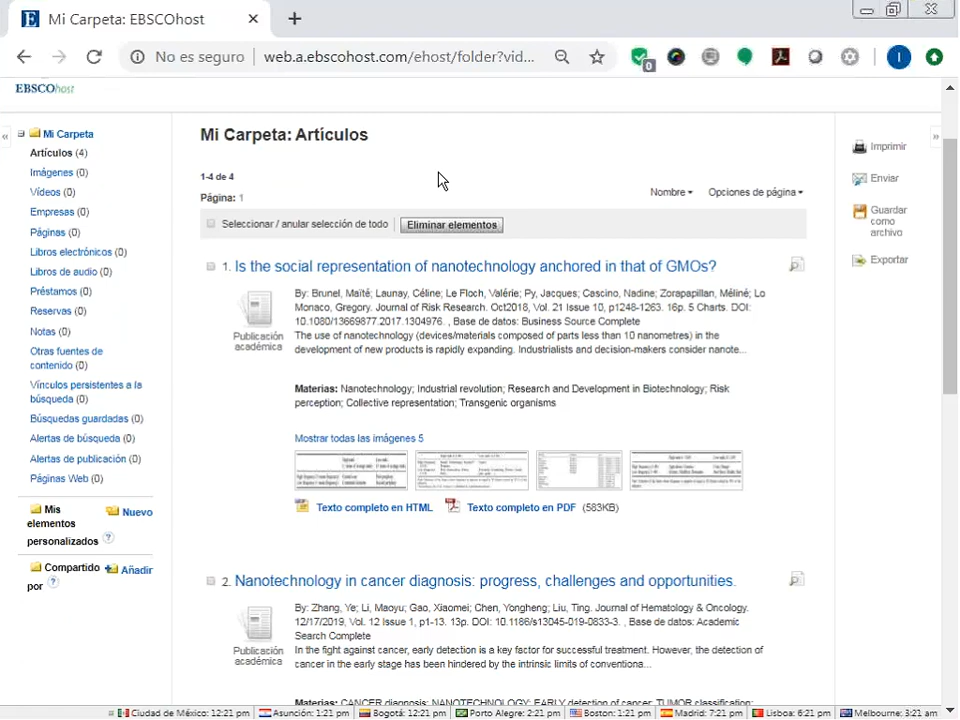 Mi Carpeta: EBSCOhost
No es seguro
web.a.ebscohost.com/ehost/folder?vid...
0
I
EBSCOhost
Mi Carpeta
Artículos (4)
Imágenes (0)
Vídeos (0)
Empresas (0)
Páginas (0)
Libros electrónicos (0)
Libros de audio (0)
Préstamos (0)
Reservas (0)
Notas (0)
Otras fuentes de
contenido (0)
Vínculos persistentes a la
búsqueda (0)
Búsquedas guardadas (0)
Alertas de búsqueda (0)
Alertas de publicación (0)
Páginas Web (0)
Mis
elementos
personalizados
Nuevo
Compartido
por
Añadir
Mi Carpeta: Artículos
1-4 de 4
Página: 1
Nombre
Opciones de página
Seleccionar / anular selección de todo
Eliminar elementos
1. Is the social representation of nanotechnology anchored in that of GMOs?
Publicación
académica
By: Brunel, Maïté; Launay, Céline; Le Floch, Valérie; Py, Jacques; Cascino, Nadine; Zorapapillan, Méliné; Lo
Monaco, Gregory. Journal of Risk Research. Oct2018, Vol. 21 Issue 10, p1248-1263. 16p. 5 Charts. DOI:
10.1080/13669877.2017.1304976. , Base de datos: Business Source Complete
The use of nanotechnology (devices/materials composed of parts less than 10 nanometres) in the
development of new products is rapidly expanding. Industrialists and decision-makers consider nanote...
Materias: Nanotechnology; Industrial revolution; Research and Development in Biotechnology; Risk
perception; Collective representation; Transgenic organisms
Mostrar todas las imágenes 5
Texto completo en HTML
Texto completo en PDF (583KB)
2. Nanotechnology in cancer diagnosis: progress, challenges and opportunities.
Publicación
académica
By: Zhang, Ye; Li, Maoyu; Gao, Xiaomei; Chen, Yongheng; Liu, Ting. Journal of Hematology & Oncology.
12/17/2019, Vol. 12 Issue 1, p1-13. 13p. DOI: 10.1186/s13045-019-0833-3. , Base de datos: Academic
Search Complete
In the fight against cancer, early detection is a key factor for successful treatment. However, the detection of
cancer in the early stage has been hindered by the intrinsic limits of conventiona...
Materias: CANCER diagnosis; NANOTECHNOLOGY; EARLY detection of cancer; TUMOR classification;
Imprimir
Enviar
Guardar
como
archivo
Exportar
Ciudad de México: 12:21 pm
Asunción: 1:21 pm
Bogotá: 12:21 pm
Porto Alegre: 2:21 pm
Boston: 1:21 pm
Madrid: 7:21 pm
Lisboa: 6:21 pm
Melbourne: 3:21 am